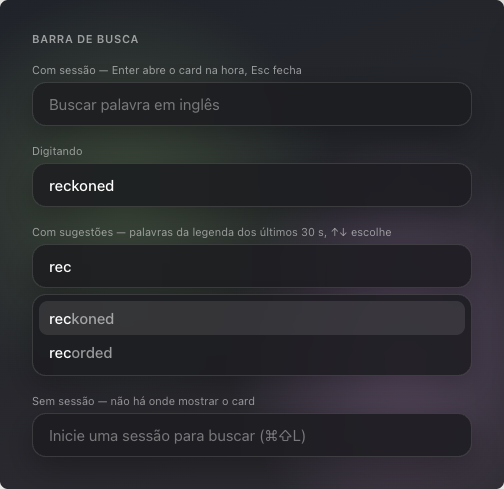 BARRA DE BUSCA
Com sessão — Enter abre o card na hora, Esc fecha
Buscar palavra em inglês
Digitando
reckoned
Com sugestões — palavras da legenda dos últimos 30 s, ↑↓ escolhe
rec
reckoned
recorded
Sem sessão — não há onde mostrar o card
Inicie uma sessão para buscar (⌘⇧L)